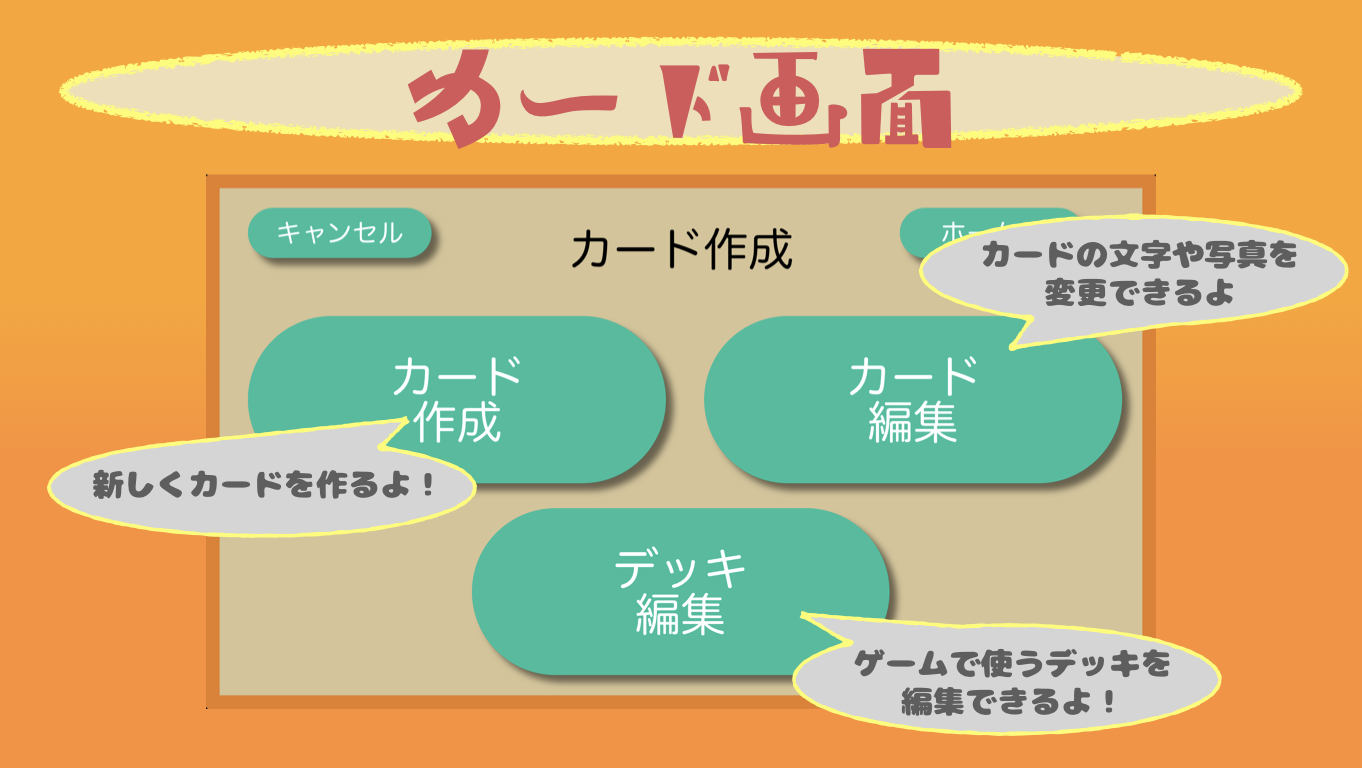 カード画面
キャンセル
カード作成
カードの文字や写真を
変更できるよ
カード
作成
カード
編集
新しくカードを作るよ！
デッキ
編集
ゲームで使うデッキを
編集できるよ！